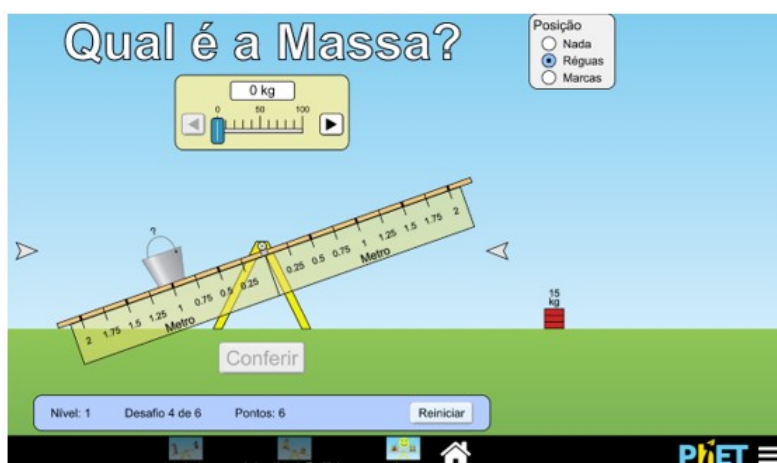 Qual é a Massa?
Posição
Nada
Réguas
Marcas
0 kg
0 50 100
?
2 1.75 1.5 1.25 1 0.75 0.5 0.25 0.25 0.5 0.75 1 1.25 1.5 1.75 2
Metro Metro
15
kg
Conferir
Nível: 1 Desafio 4 de 6 Pontos: 6 Reiniciar
PhET